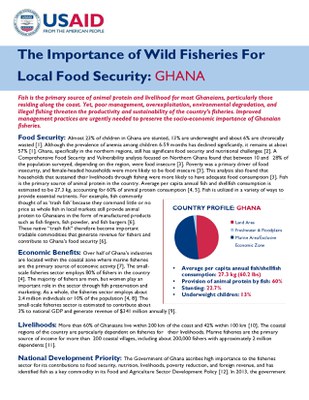 USAID
FROM THE AMERICAN PEOPLE
The Importance of Wild Fisheries For
Local Food Security: GHANA
Fish is the primary source of animal protein and livelihood for most Ghanaians, particularly those
residing along the coast. Yet, poor management, overexploitation, environmental degradation, and
illegal fishing threaten the productivity and sustainability of the country's fisheries. Improved
management practices are urgently needed to preserve the socio-economic importance of Ghanaian
fisheries.
Food Security: Almost 23% of children in Ghana are stunted, 13% are underweight and about 6% are chronically
wasted [1]. Although the prevalence of anemia among children 6-59 months has declined significantly, it remains at about
57% [1]. Ghana, specifically in the northern regions, still has significant food security and nutritional challenges [2]. A
Comprehensive Food Security and Vulnerability analysis focused on Northern Ghana found that between 10 and 28% of
the population surveyed, depending on the region, were food insecure [3]. Poverty was a primary driver of food
insecurity, and female-headed households were more likely to be food insecure [3]. This analysis also found that
households that sustained their livelihoods through fishing were more likely to have adequate food consumption [3]. Fish
is the primary source of animal protein in the country. Average per capita annual fish and shellfish consumption is
estimated to be 27.3 kg, accounting for 60% of animal protein consumption [4, 5]. Fish is utilized in a variety of ways to
provide essential nutrients. For example, fish commonly
thought of as "trash fish" because they command little or no
price as whole fish in local markets still provide animal
protein to Ghanaians in the form of manufactured products
such as fish fingers, fish powder, and fish burgers [6].
These native "trash fish" therefore become important
tradable commodities that generate revenue for fishers and
contribute to Ghana's food security [6].
COUNTRY PROFILE: GHANA
Land Area
Freshwater & Floodplains
Marine Area/Exclusive
Economic Zone
• Average per capita annual fish/shellfish
consumption: 27.3 kg (60.2 lbs)
• Provision of animal protein by fish: 60%
• Stunting: 22.7%
• Underweight children: 13%
Economic Benefits: Over half of Ghana's industries
are located within the coastal zone where marine fisheries
are the primary source of economic activity [7]. The small-
scale fisheries sector employs 80% of fishers in the country
[4]. The majority of fishers are men, but women play an
important role in the sector through fish preservation and
marketing. As a whole, the fisheries sector employs about
2.4 million individuals or 10% of the population [4, 8]. The
small-scale fisheries sector is estimated to contribute about
3% to national GDP and generate revenue of $341 million annually [9].
Livelihoods: More than 60% of Ghanaians live within 200 km of the coast and 42% within 100 km [10]. The coastal
regions of the country are particularly dependent on fisheries for their livelihoods. Marine fisheries are the primary
source of income for more than 200 coastal villages, including about 200,000 fishers with approximately 2 million
dependents [11].
National Development Priority: The Government of Ghana ascribes high importance to the fisheries
sector for its contributions to food security, nutrition, livelihoods, poverty reduction, and foreign revenue, and has
identified fish as a key commodity in its Food and Agriculture Sector Development Policy [12]. In 2013, the government